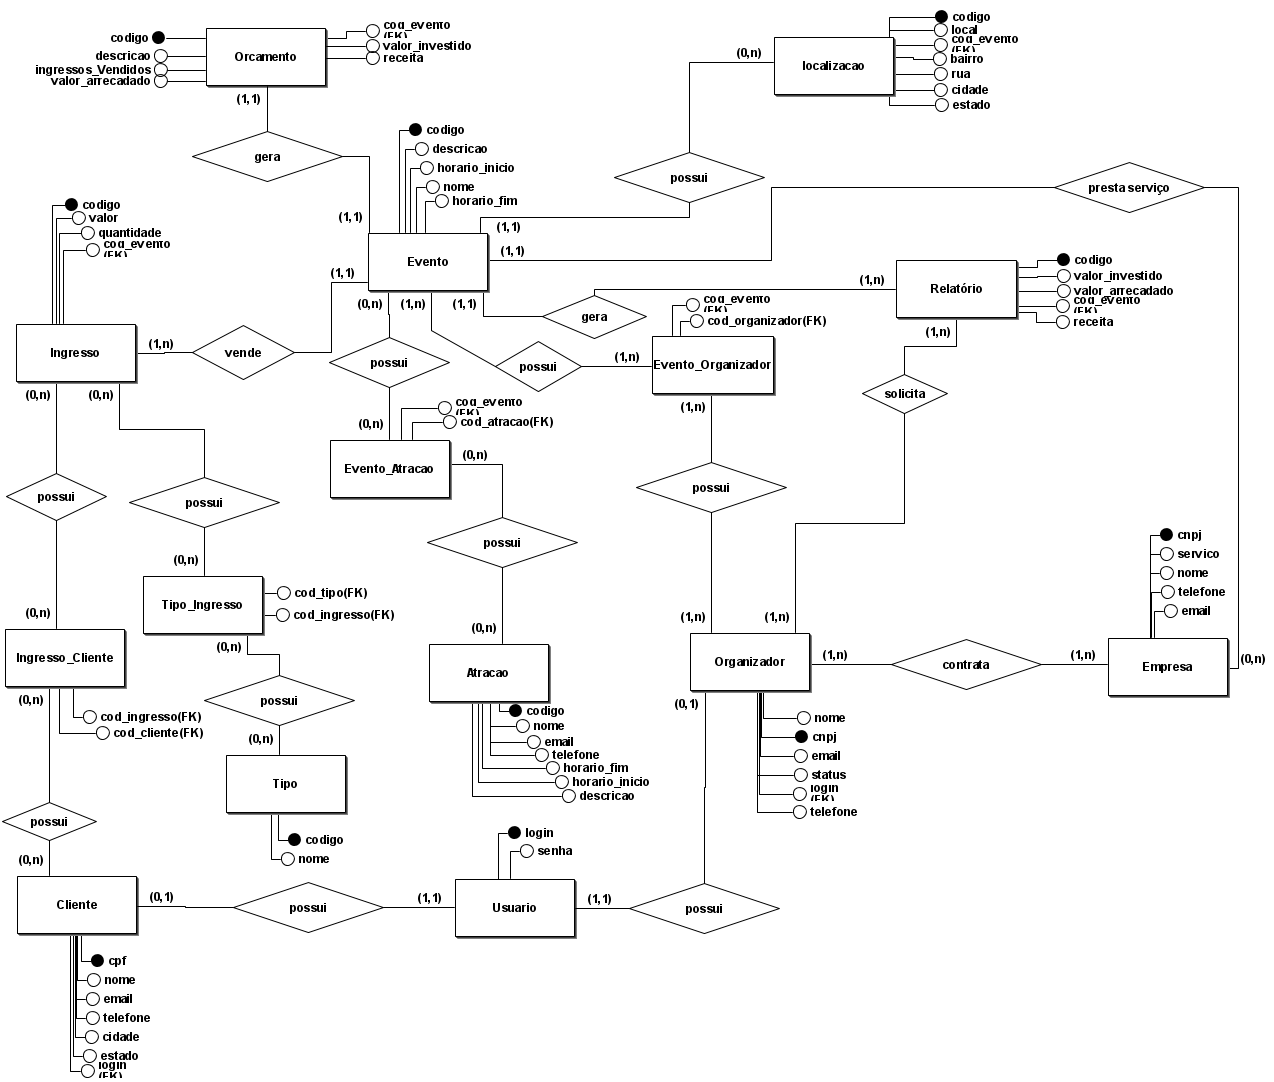 codigo
descricao
ingressos_Vendidos
valor_arrecadado
Orcamento
cod_evento
(FK)
valor_investido
receita
(1,1)
gera
(1,1)
codigo
local
cod_evento
(FK)
bairro
rua
cidade
estado
localizacao
(0,n)
possui
(1,1)
presta serviço
(1,1)
codigo
descricao
horario_inicio
nome
horario_fim
Evento
codigo
valor
quantidade
cod_evento
(FK)
Ingresso
(1,n)
vende
(1,1)
(0,n)
(1,n)
(1,1)
gera
(1,n)
Relatório
codigo
valor_investido
valor_arrecadado
cod_evento
(FK)
receita
(1,n)
solicita
(1,n)
possui
possui
(1,n)
cod_evento
(FK)
cod_organizador(FK)
Evento_Organizador
(1,n)
possui
(1,n)
(0,n)
cod_evento
(FK)
cod_atracao(FK)
Evento_Atracao
(0,n)
possui
(0,n)
Atracao
codigo
nome
email
telefone
horario_fim
horario_inicio
descricao
(0,n)
(0,n)
possui
possui
(0,n)
(0,n)
Tipo_Ingresso
cod_tipo(FK)
cod_ingresso(FK)
(0,n)
possui
(0,n)
Tipo
codigo
nome
Ingresso_Cliente
(0,n)
cod_ingresso(FK)
cod_cliente(FK)
possui
(0,n)
Cliente
cpf
nome
email
telefone
cidade
estado
login
(FK)
(0,1)
possui
(1,1)
Usuario
login
senha
(1,1)
possui
(0,1)
Organizador
nome
cnpj
email
status
login
(FK)
telefone
(1,n)
contrata
(1,n)
Empresa
cnpj
servico
nome
telefone
email
(0,n)